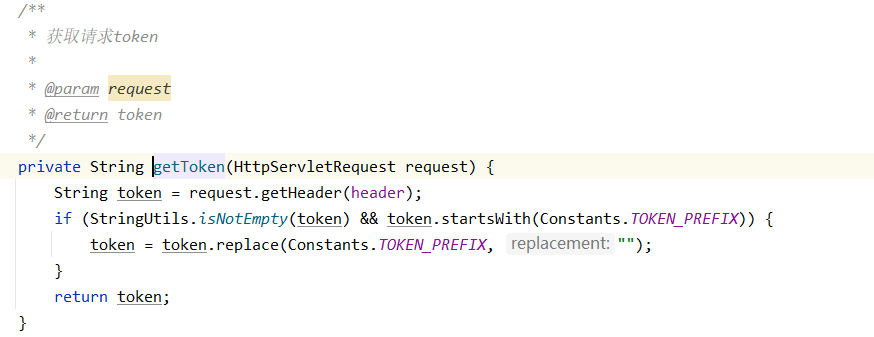 /**
 * 获取请求token
 *
 * @param request
 * @return token
 */
private String getToken(HttpServletRequest request) {
    String token = request.getHeader(header);
    if (StringUtils.isNotEmpty(token) && token.startsWith(Constants.TOKEN_PREFIX)) {
        token = token.replace(Constants.TOKEN_PREFIX, replacement: "");
    }
    return token;
}